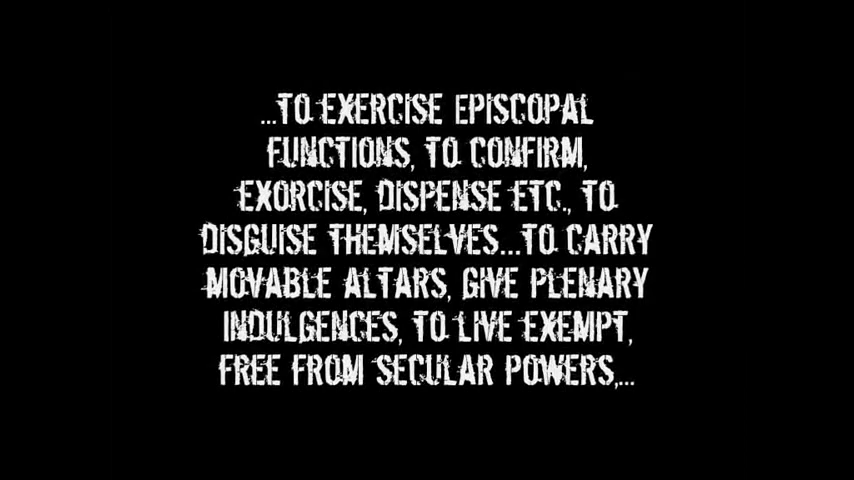 ...TO EXERCISE EPISCOPAL
FUNCTIONS, TO CONFIRM,
EXORCISE, DISPENSE ETC., TO
DISGUISE THEMSELVES...TO CARRY
MOVABLE ALTARS, GIVE PLENARY
INDULGENCES, TO LIVE EXEMPT,
FREE FROM SECULAR POWERS,...